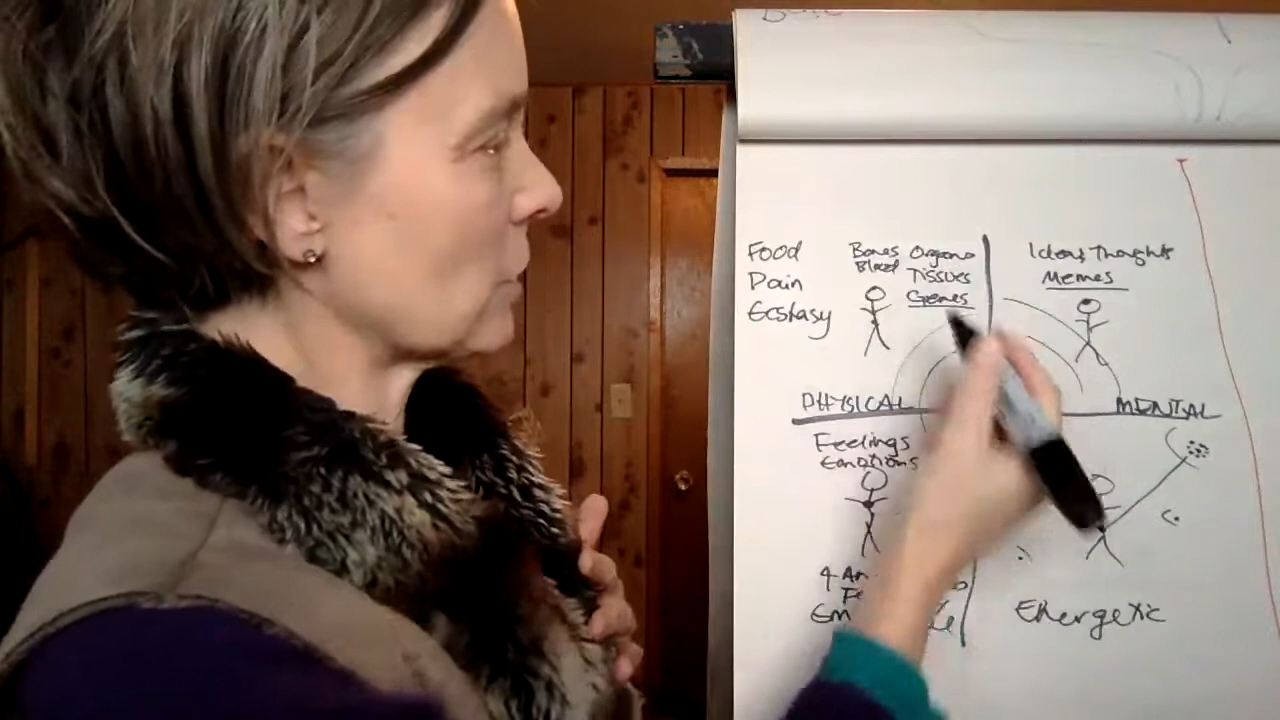 Food
Pain
Ecstasy
Bones Organs
Blood Tissues
Genes
Ideas Thoughts
Memes
PHYSICAL
MENTAL
Feelings
Emotions
Energetic